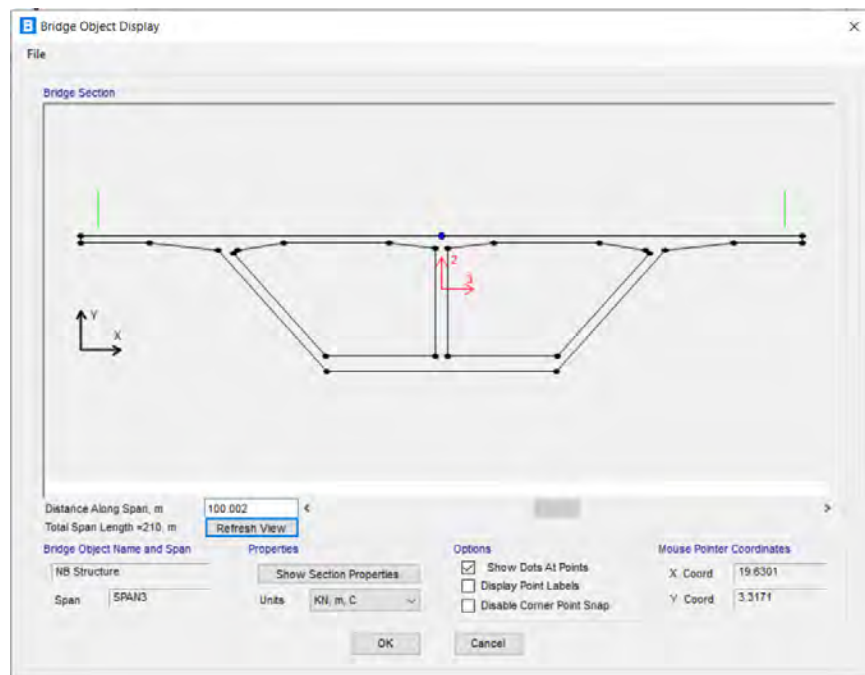 B Bridge Object Display ×
File
Bridge Section
2
3
Y
X
Distance Along Span, m 100.002 < >
Total Span Length =210, m Refresh View
Bridge Object Name and Span Properties Options Mouse Pointer Coordinates
NB Structure Show Section Properties Show Dots At Points X Coord 19.6301
Display Point Labels
Span SPAN3 Units KN, m, C Disable Corner Point Snap Y Coord 3.3171
OK Cancel